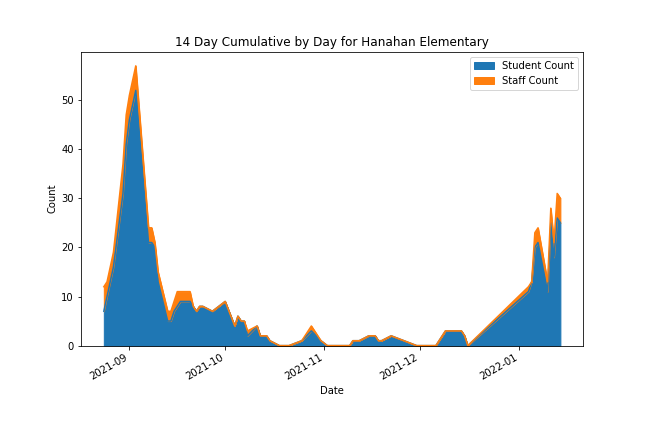 14 Day Cumulative by Day for Hanahan Elementary
Student Count
Staff Count
Count
50
40
30
20
10
0
2021-09
2021-10
2021-11
2021-12
2022-01
Date